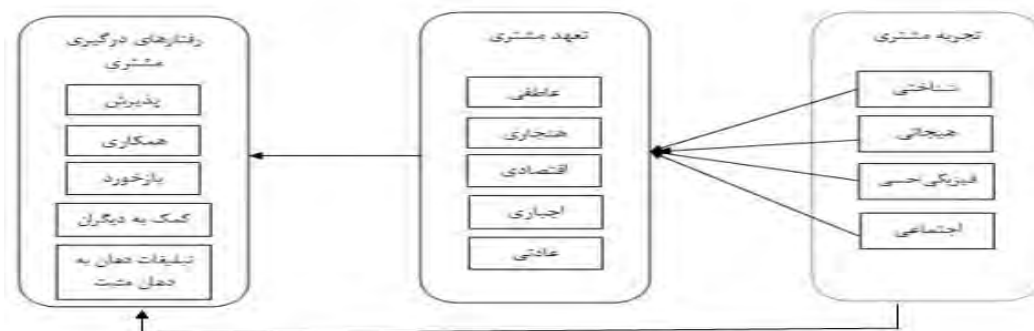 تجربه مشتری
شناختی
هیجانی
فیزیکی/حسی
اجتماعی
تعهد مشتری
عاطفی
هنجاری
اقتصادی
اجباری
عادتی
رفتارهای درگیری
مشتری
پذیرش
همکاری
بازخورد
کمک به دیگران
تبلیغات دهان به
دهان مثبت